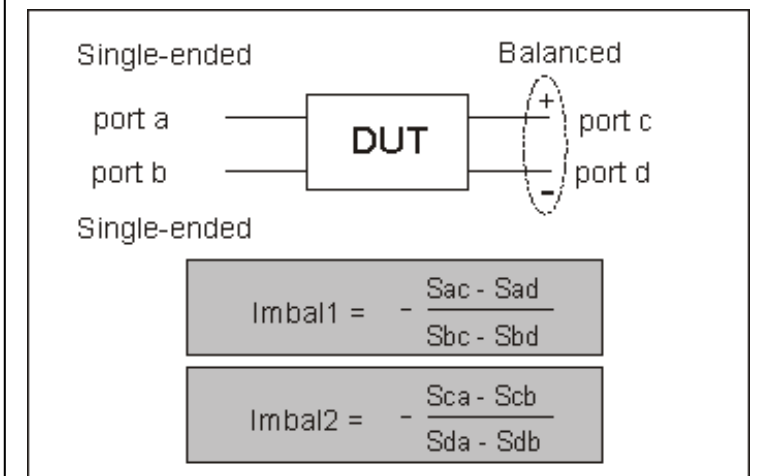 Single-ended
Balanced
port a
+
port c
DUT
port b
-
port d
Single-ended
Imbal1 = - Sac - Sad
Sbc - Sbd
Imbal2 = - Sca - Scb
Sda - Sdb